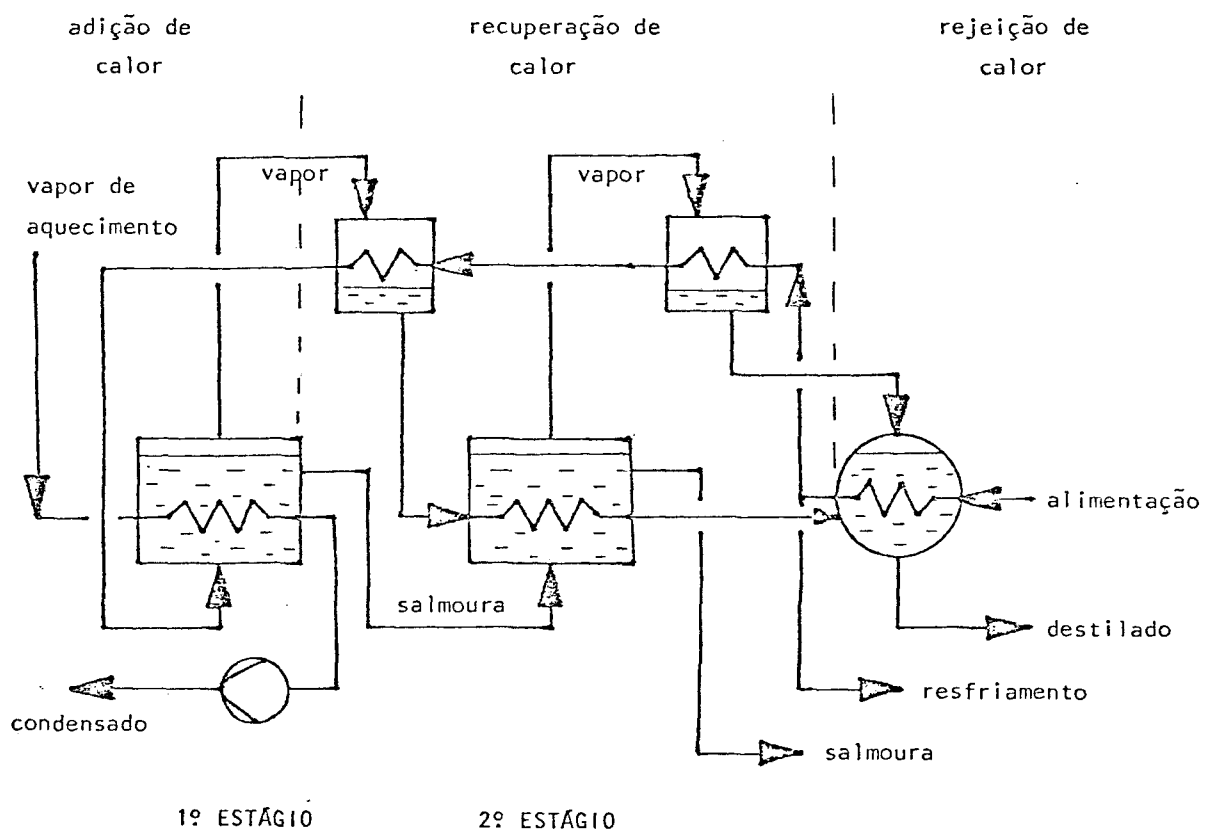 adição de
calor
recuperação de
calor
rejeição de
calor
vapor de
aquecimento
vapor
vapor
alimentação
salmoura
destilado
resfriamento
condensado
salmoura
1º ESTÁGIO
2º ESTÁGIO